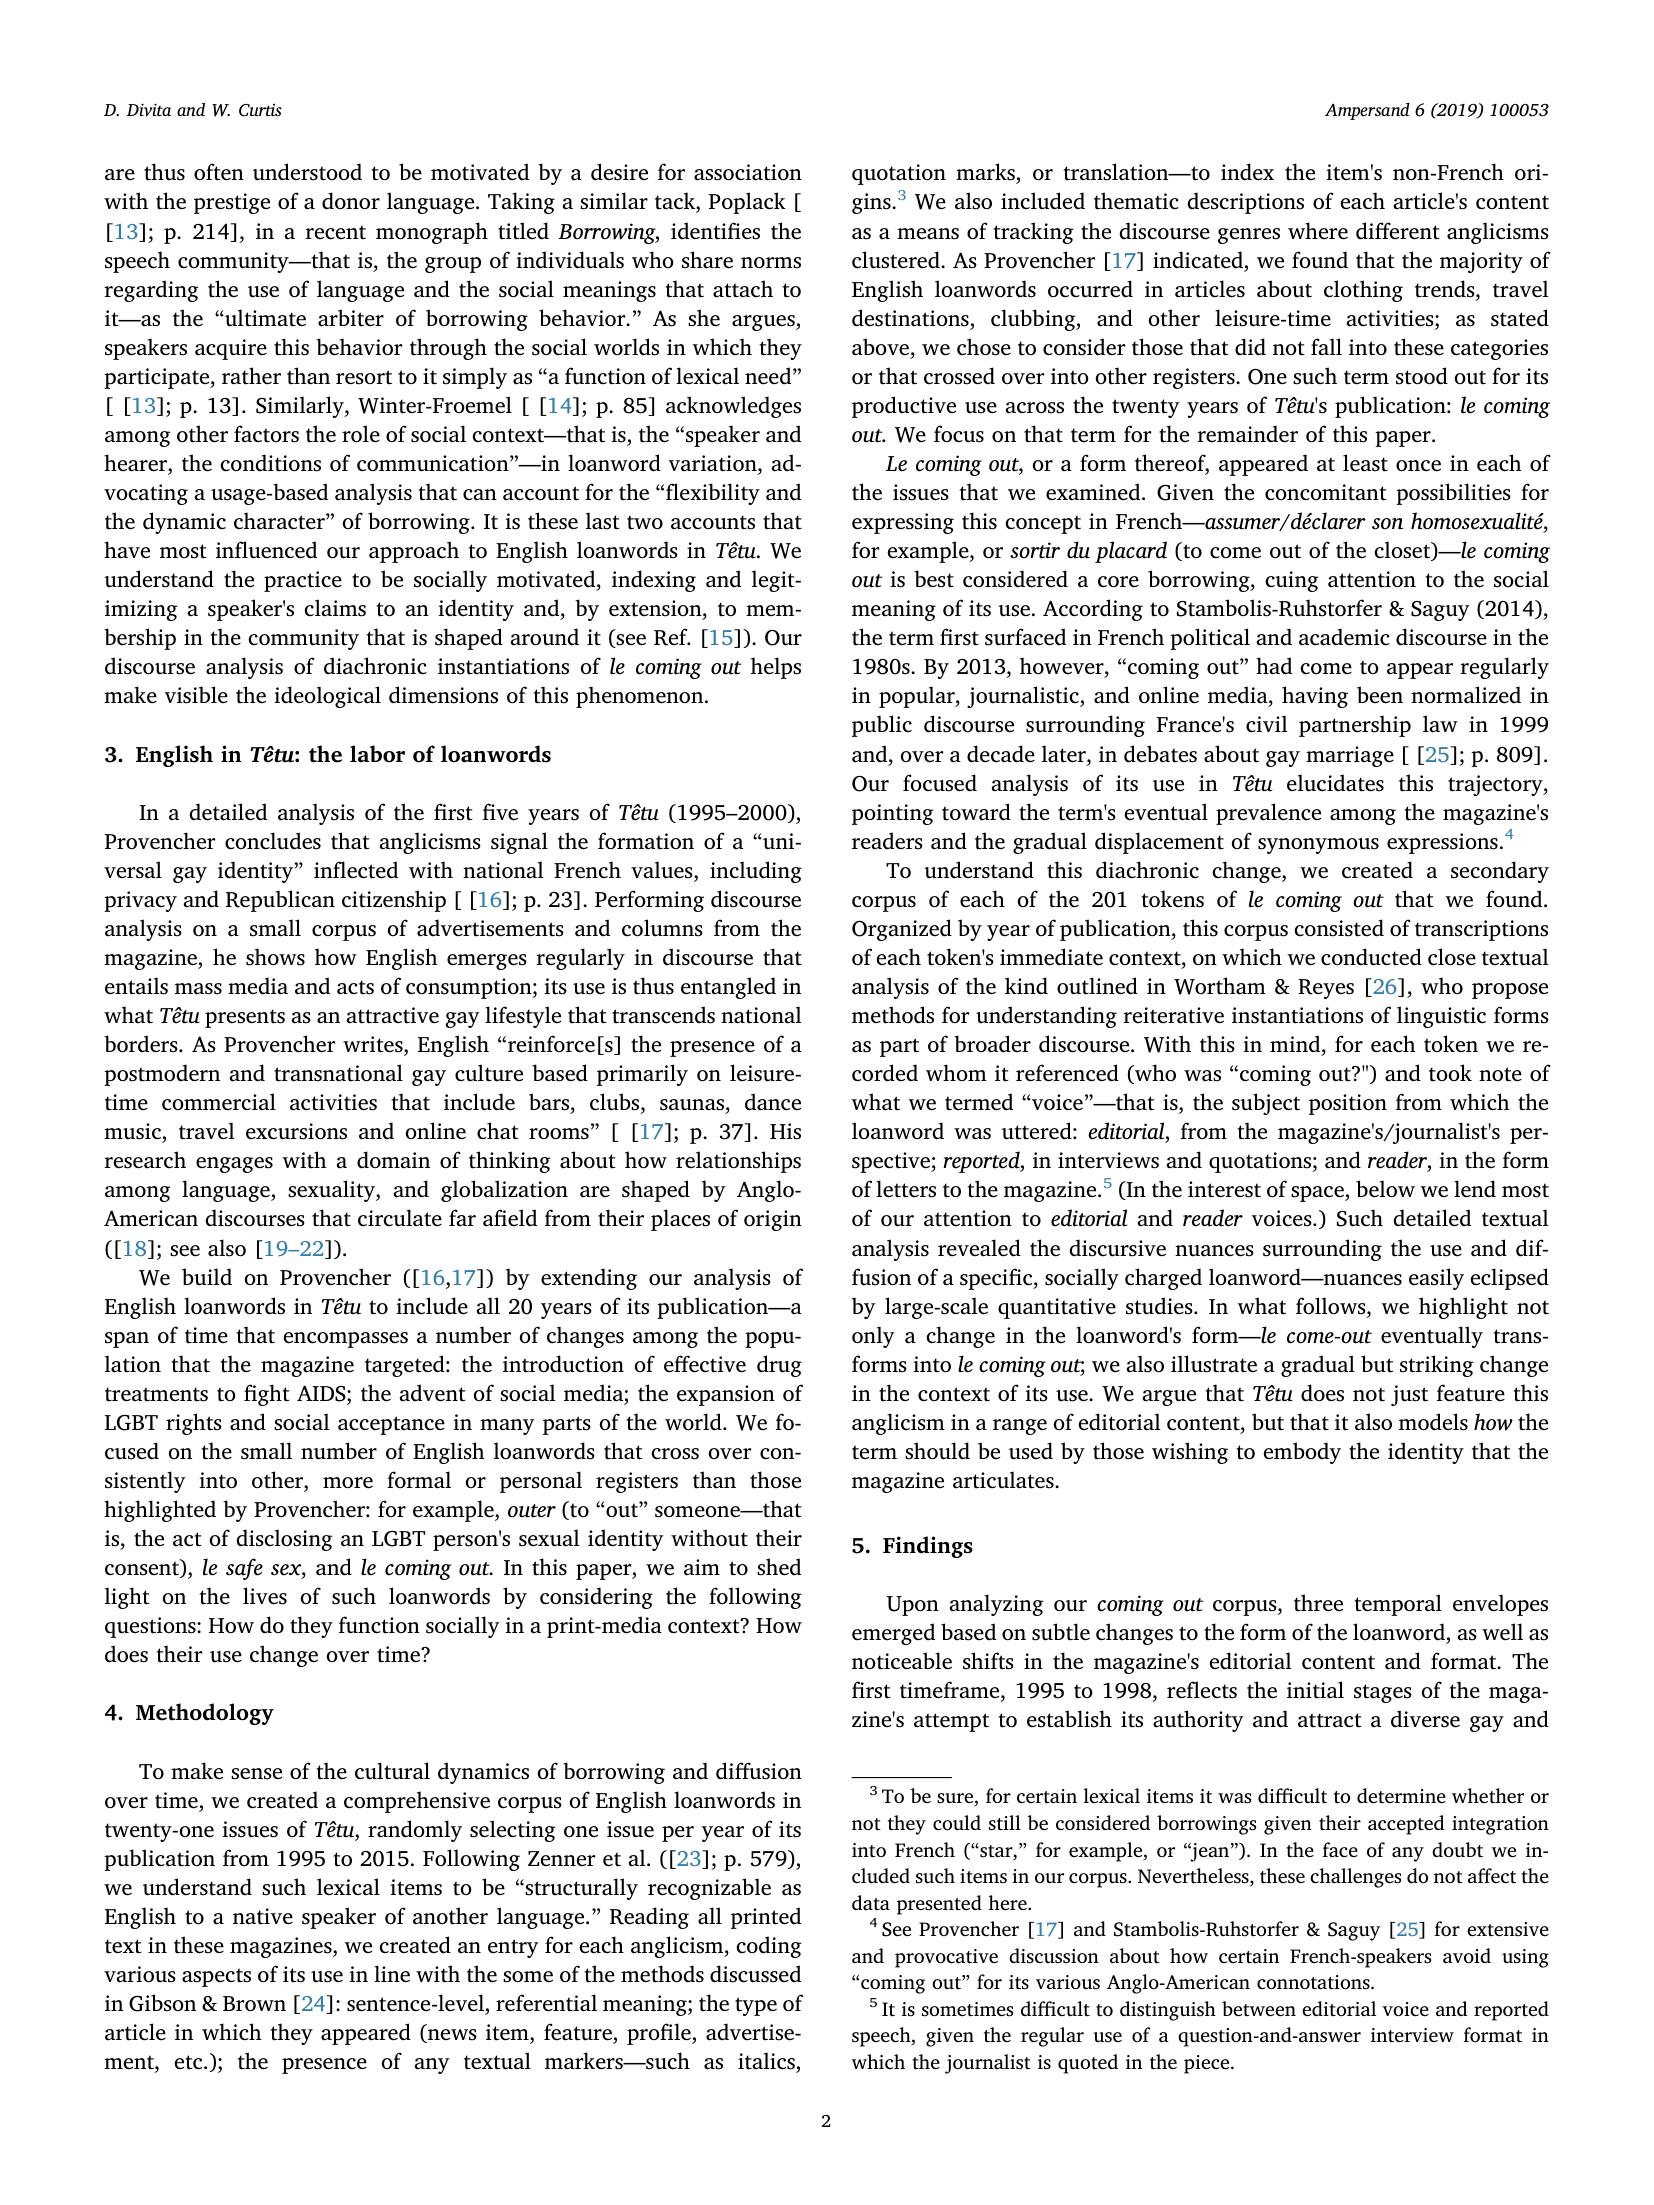 D. Divita and W. Curtis
Ampersand 6 (2019) 100053
are thus often understood to be motivated by a desire for association
with the prestige of a donor language. Taking a similar tack, Poplack [
[13]; p. 214], in a recent monograph titled Borrowing, identifies the
speech community—that is, the group of individuals who share norms
regarding the use of language and the social meanings that attach to
it—as the “ultimate arbiter of borrowing behavior.” As she argues,
speakers acquire this behavior through the social worlds in which they
participate, rather than resort to it simply as “a function of lexical need”
[ [13]; p. 13]. Similarly, Winter-Froemel [ [14]; p. 85] acknowledges
among other factors the role of social context—that is, the “speaker and
hearer, the conditions of communication”—in loanword variation, ad-
vocating a usage-based analysis that can account for the “flexibility and
the dynamic character” of borrowing. It is these last two accounts that
have most influenced our approach to English loanwords in Têtu. We
understand the practice to be socially motivated, indexing and legit-
imizing a speaker's claims to an identity and, by extension, to mem-
bership in the community that is shaped around it (see Ref. [15]). Our
discourse analysis of diachronic instantiations of le coming out helps
make visible the ideological dimensions of this phenomenon.
3. English in Têtu: the labor of loanwords
In a detailed analysis of the first five years of Têtu (1995–2000),
Provencher concludes that anglicisms signal the formation of a “uni-
versal gay identity” inflected with national French values, including
privacy and Republican citizenship [ [16]; p. 23]. Performing discourse
analysis on a small corpus of advertisements and columns from the
magazine, he shows how English emerges regularly in discourse that
entails mass media and acts of consumption; its use is thus entangled in
what Têtu presents as an attractive gay lifestyle that transcends national
borders. As Provencher writes, English “reinforce[s] the presence of a
postmodern and transnational gay culture based primarily on leisure-
time commercial activities that include bars, clubs, saunas, dance
music, travel excursions and online chat rooms” [ [17]; p. 37]. His
research engages with a domain of thinking about how relationships
among language, sexuality, and globalization are shaped by Anglo-
American discourses that circulate far afield from their places of origin
([18]; see also [19–22]).
We build on Provencher ([16,17]) by extending our analysis of
English loanwords in Têtu to include all 20 years of its publication—a
span of time that encompasses a number of changes among the popu-
lation that the magazine targeted: the introduction of effective drug
treatments to fight AIDS; the advent of social media; the expansion of
LGBT rights and social acceptance in many parts of the world. We fo-
cused on the small number of English loanwords that cross over con-
sistently into other, more formal or personal registers than those
highlighted by Provencher: for example, outer (to “out” someone—that
is, the act of disclosing an LGBT person's sexual identity without their
consent), le safe sex, and le coming out. In this paper, we aim to shed
light on the lives of such loanwords by considering the following
questions: How do they function socially in a print-media context? How
does their use change over time?
4. Methodology
To make sense of the cultural dynamics of borrowing and diffusion
over time, we created a comprehensive corpus of English loanwords in
twenty-one issues of Têtu, randomly selecting one issue per year of its
publication from 1995 to 2015. Following Zenner et al. ([23]; p. 579),
we understand such lexical items to be “structurally recognizable as
English to a native speaker of another language.” Reading all printed
text in these magazines, we created an entry for each anglicism, coding
various aspects of its use in line with the some of the methods discussed
in Gibson & Brown [24]: sentence-level, referential meaning; the type of
article in which they appeared (news item, feature, profile, advertise-
ment, etc.); the presence of any textual markers—such as italics,
quotation marks, or translation—to index the item's non-French ori-
gins.3 We also included thematic descriptions of each article's content
as a means of tracking the discourse genres where different anglicisms
clustered. As Provencher [17] indicated, we found that the majority of
English loanwords occurred in articles about clothing trends, travel
destinations, clubbing, and other leisure-time activities; as stated
above, we chose to consider those that did not fall into these categories
or that crossed over into other registers. One such term stood out for its
productive use across the twenty years of Têtu's publication: le coming
out. We focus on that term for the remainder of this paper.
Le coming out, or a form thereof, appeared at least once in each of
the issues that we examined. Given the concomitant possibilities for
expressing this concept in French—assumer/déclarer son homosexualité,
for example, or sortir du placard (to come out of the closet)—le coming
out is best considered a core borrowing, cuing attention to the social
meaning of its use. According to Stambolis-Ruhstorfer & Saguy (2014),
the term first surfaced in French political and academic discourse in the
1980s. By 2013, however, “coming out” had come to appear regularly
in popular, journalistic, and online media, having been normalized in
public discourse surrounding France's civil partnership law in 1999
and, over a decade later, in debates about gay marriage [ [25]; p. 809].
Our focused analysis of its use in Têtu elucidates this trajectory,
pointing toward the term's eventual prevalence among the magazine's
readers and the gradual displacement of synonymous expressions.4
To understand this diachronic change, we created a secondary
corpus of each of the 201 tokens of le coming out that we found.
Organized by year of publication, this corpus consisted of transcriptions
of each token's immediate context, on which we conducted close textual
analysis of the kind outlined in Wortham & Reyes [26], who propose
methods for understanding reiterative instantiations of linguistic forms
as part of broader discourse. With this in mind, for each token we re-
corded whom it referenced (who was “coming out?") and took note of
what we termed “voice”—that is, the subject position from which the
loanword was uttered: editorial, from the magazine's/journalist's per-
spective; reported, in interviews and quotations; and reader, in the form
of letters to the magazine.5 (In the interest of space, below we lend most
of our attention to editorial and reader voices.) Such detailed textual
analysis revealed the discursive nuances surrounding the use and dif-
fusion of a specific, socially charged loanword—nuances easily eclipsed
by large-scale quantitative studies. In what follows, we highlight not
only a change in the loanword's form—le come-out eventually trans-
forms into le coming out; we also illustrate a gradual but striking change
in the context of its use. We argue that Têtu does not just feature this
anglicism in a range of editorial content, but that it also models how the
term should be used by those wishing to embody the identity that the
magazine articulates.
5. Findings
Upon analyzing our coming out corpus, three temporal envelopes
emerged based on subtle changes to the form of the loanword, as well as
noticeable shifts in the magazine's editorial content and format. The
first timeframe, 1995 to 1998, reflects the initial stages of the maga-
zine's attempt to establish its authority and attract a diverse gay and
3 To be sure, for certain lexical items it was difficult to determine whether or
not they could still be considered borrowings given their accepted integration
into French (“star,” for example, or “jean”). In the face of any doubt we in-
cluded such items in our corpus. Nevertheless, these challenges do not affect the
data presented here.
4 See Provencher [17] and Stambolis-Ruhstorfer & Saguy [25] for extensive
and provocative discussion about how certain French-speakers avoid using
“coming out” for its various Anglo-American connotations.
5 It is sometimes difficult to distinguish between editorial voice and reported
speech, given the regular use of a question-and-answer interview format in
which the journalist is quoted in the piece.
2